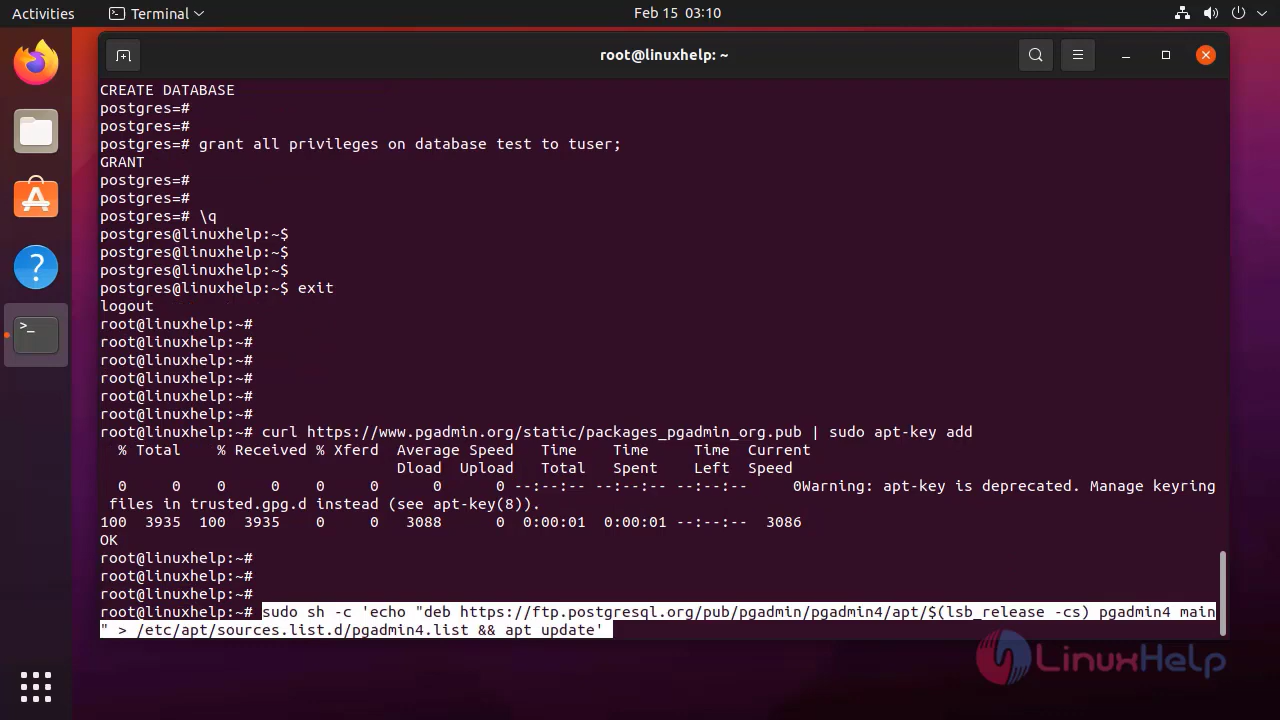 Activities
Terminal
Feb 15 03:10
root@linuxhelp: ~
CREATE DATABASE
postgres=#
postgres=#
postgres=# grant all privileges on database test to tuser;
GRANT
postgres=#
postgres=#
postgres=# \q
postgres@linuxhelp:~$
postgres@linuxhelp:~$
postgres@linuxhelp:~$
postgres@linuxhelp:~$ exit
logout
root@linuxhelp:~#
root@linuxhelp:~#
root@linuxhelp:~#
root@linuxhelp:~#
root@linuxhelp:~#
root@linuxhelp:~#
root@linuxhelp:~# curl https://www.pgadmin.org/static/packages_pgadmin_org.pub | sudo apt-key add
  % Total    % Received % Xferd  Average Speed   Time    Time     Time  Current
                                 Dload  Upload   Total   Spent    Left  Speed
  0     0    0     0    0     0      0      0 --:--:-- --:--:-- --:--:--     0Warning: apt-key is deprecated. Manage keyring
 files in trusted.gpg.d instead (see apt-key(8)).
100  3935  100  3935    0     0   3088      0  0:00:01  0:00:01 --:--:--  3086
OK
root@linuxhelp:~#
root@linuxhelp:~#
root@linuxhelp:~#
root@linuxhelp:~# sudo sh -c 'echo "deb https://ftp.postgresql.org/pub/pgadmin/pgadmin4/apt/$(lsb_release -cs) pgadmin4 main
" > /etc/apt/sources.list.d/pgadmin4.list && apt update'
LinuxHelp